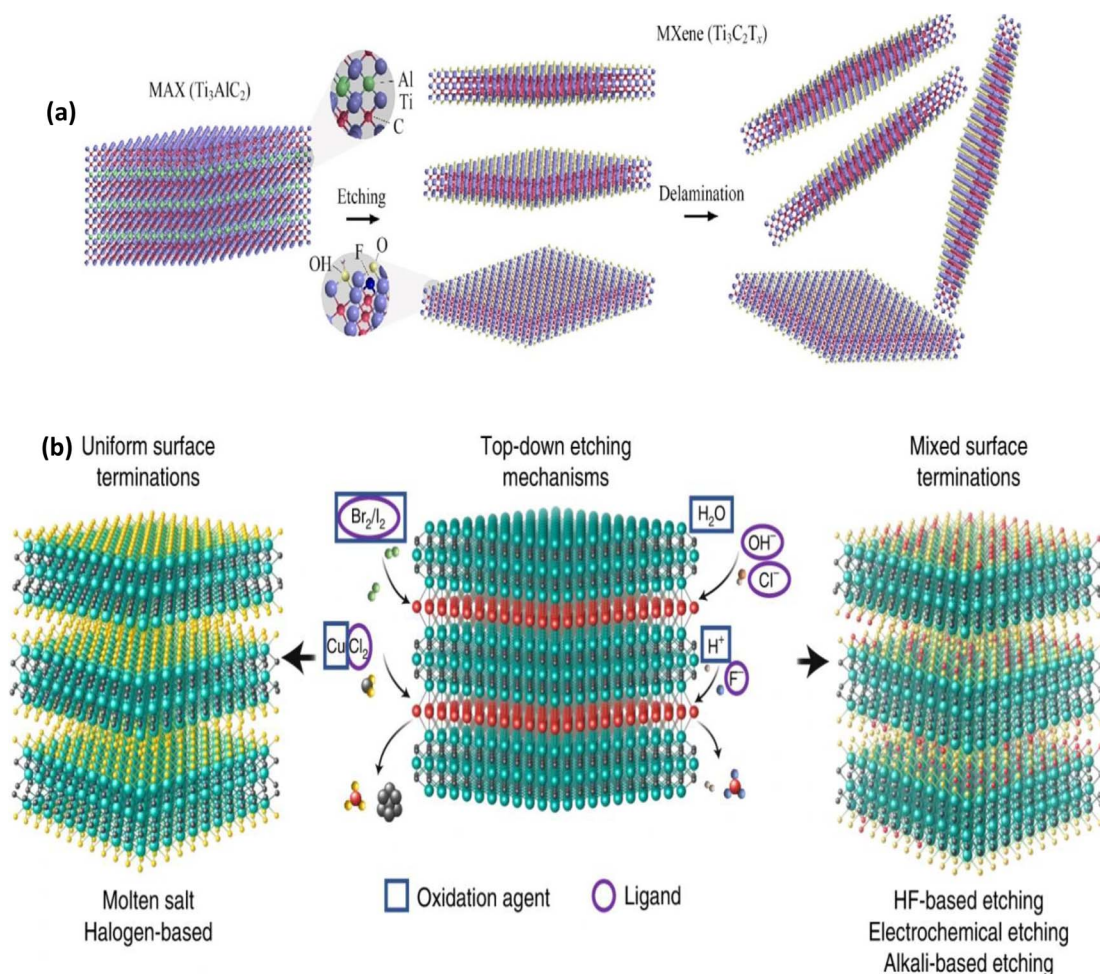 (a)
MAX (Ti₃AlC₂)
Al
Ti
C
MXene (Ti₃C₂Tₓ)
Etching
Delamination
OH
F
O
(b)
Uniform surface
terminations
Top-down etching
mechanisms
Mixed surface
terminations
Br₂/I₂
H₂O
OH⁻
Cl⁻
CuCl₂
H⁺
F⁻
Molten salt
Halogen-based
Oxidation agent
Ligand
HF-based etching
Electrochemical etching
Alkali-based etching